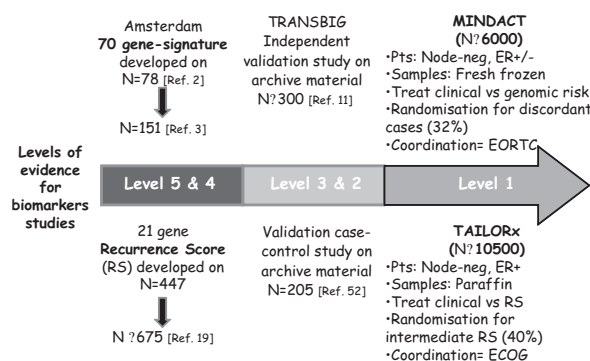 Amsterdam
70 gene-signature
developed on
N=78 [Ref. 2]
N=151 [Ref. 3]
TRANSBIG
Independent
validation study on
archive material
N?300 [Ref. 11]
MINDACT
(N?6000)
•Pts: Node-neg, ER+/-
•Samples: Fresh frozen
•Treat clinical vs genomic risk
•Randomisation for discordant
cases (32%)
•Coordination= EORTC
Levels of
evidence
for
biomarkers
studies
Level 5 & 4
Level 3 & 2
Level 1
21 gene
Recurrence Score
(RS) developed on
N=447
N ?675 [Ref. 19]
Validation case-
control study on
archive material
N=205 [Ref. 52]
TAILORx
(N?10500)
•Pts: Node-neg, ER+
•Samples: Paraffin
•Treat clinical vs RS
•Randomisation for
intermediate RS (40%)
•Coordination= ECOG